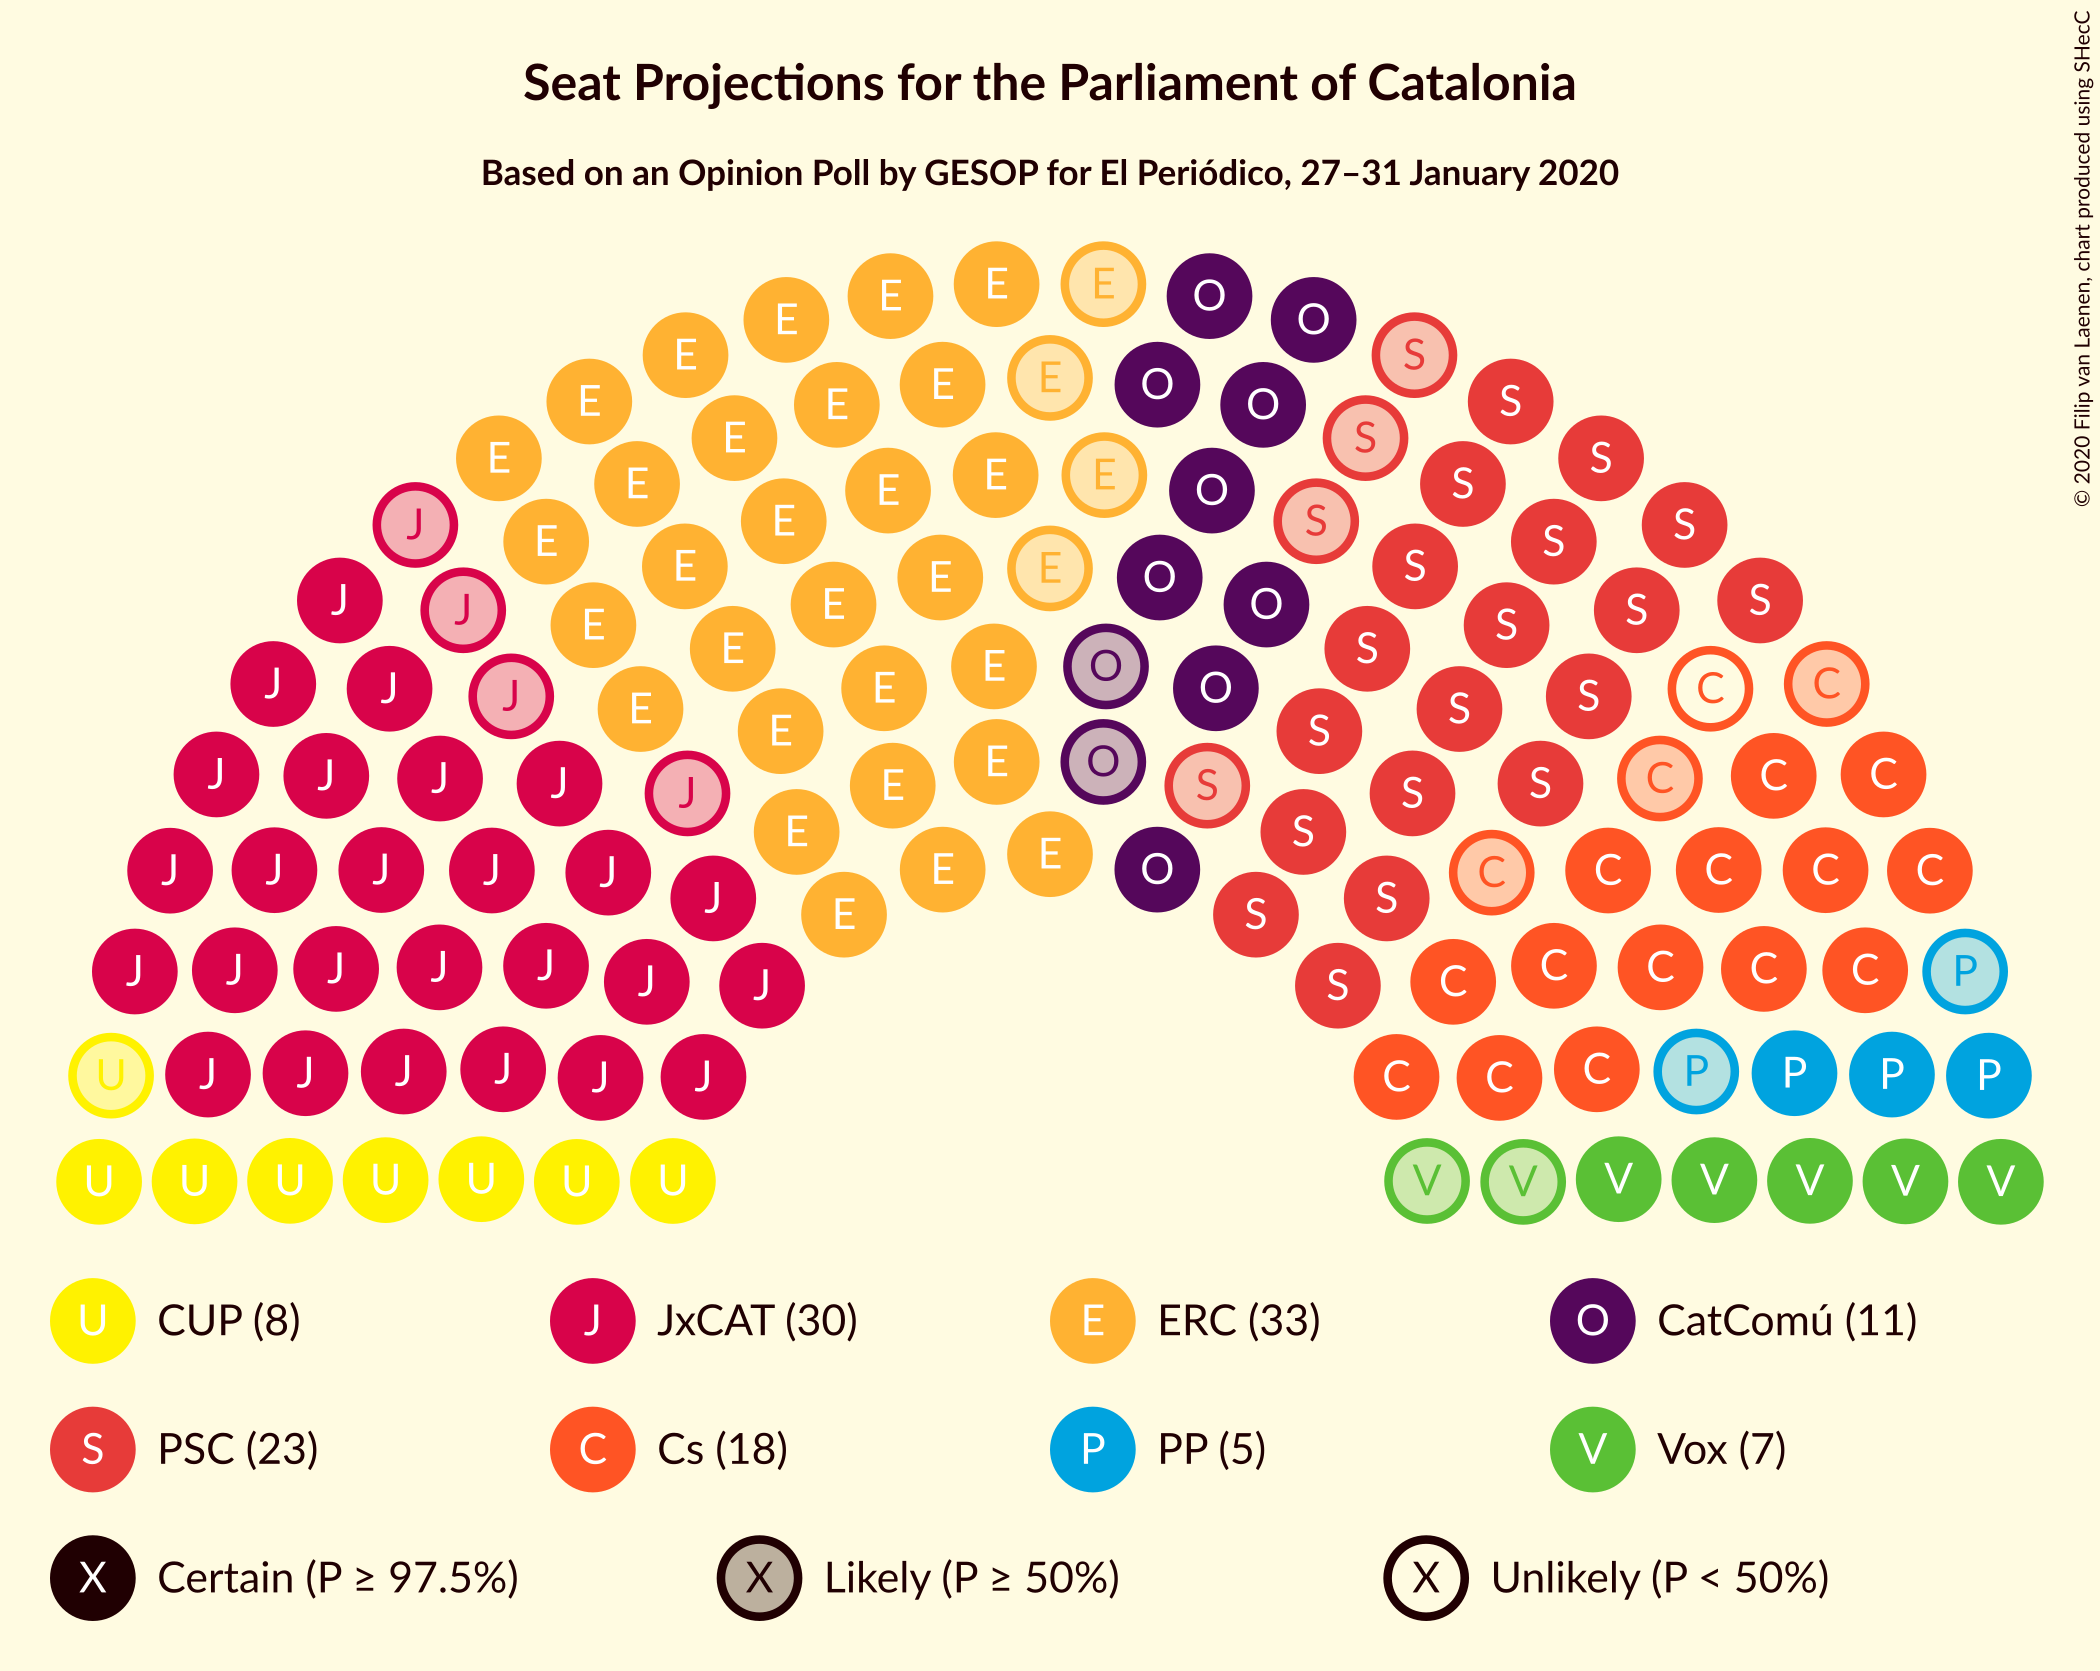 Seat Projections for the Parliament of Catalonia
Based on an Opinion Poll by GESOP for El Periódico, 27–31 January 2020
© 2020 Filip van Laenen, chart produced using SHecC
E E E E O O
E E E E O O S S
E E E E E E O S S S
J E E E E E O S S S S
J J E E E E O O S S S S
J J J E E E E O O S S S S C C
J J J J J E E E O S S S S C C C
J J J J J J E E E E O S S S C C C C C
J J J J J J J E S S C C C C C P
U J J J J J J C C C P P P P
U U U U U U U V V V V V V V
U CUP (8) J JxCAT (30) E ERC (33) O CatComú (11)
S PSC (23) C Cs (18) P PP (5) V Vox (7)
X Certain (P ≥ 97.5%) X Likely (P ≥ 50%) X Unlikely (P < 50%)